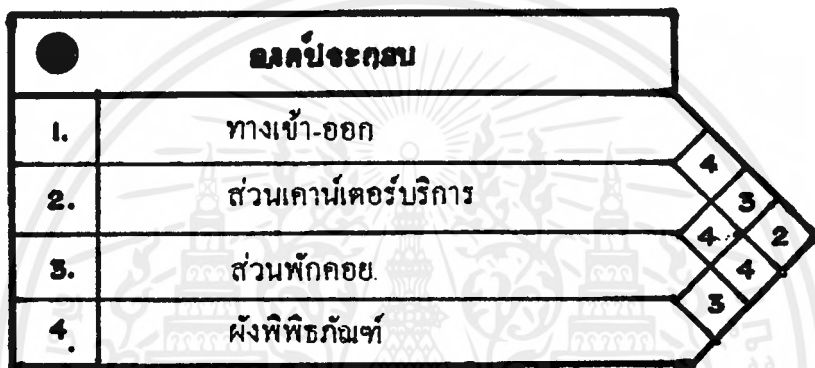 องค์ประกอบ
1. ทางเข้า-ออก
2. ส่วนเคาน์เตอร์บริการ
3. ส่วนพักคอย.
4. ผังพิพิธภัณฑ์
4
3
4 2
4
3